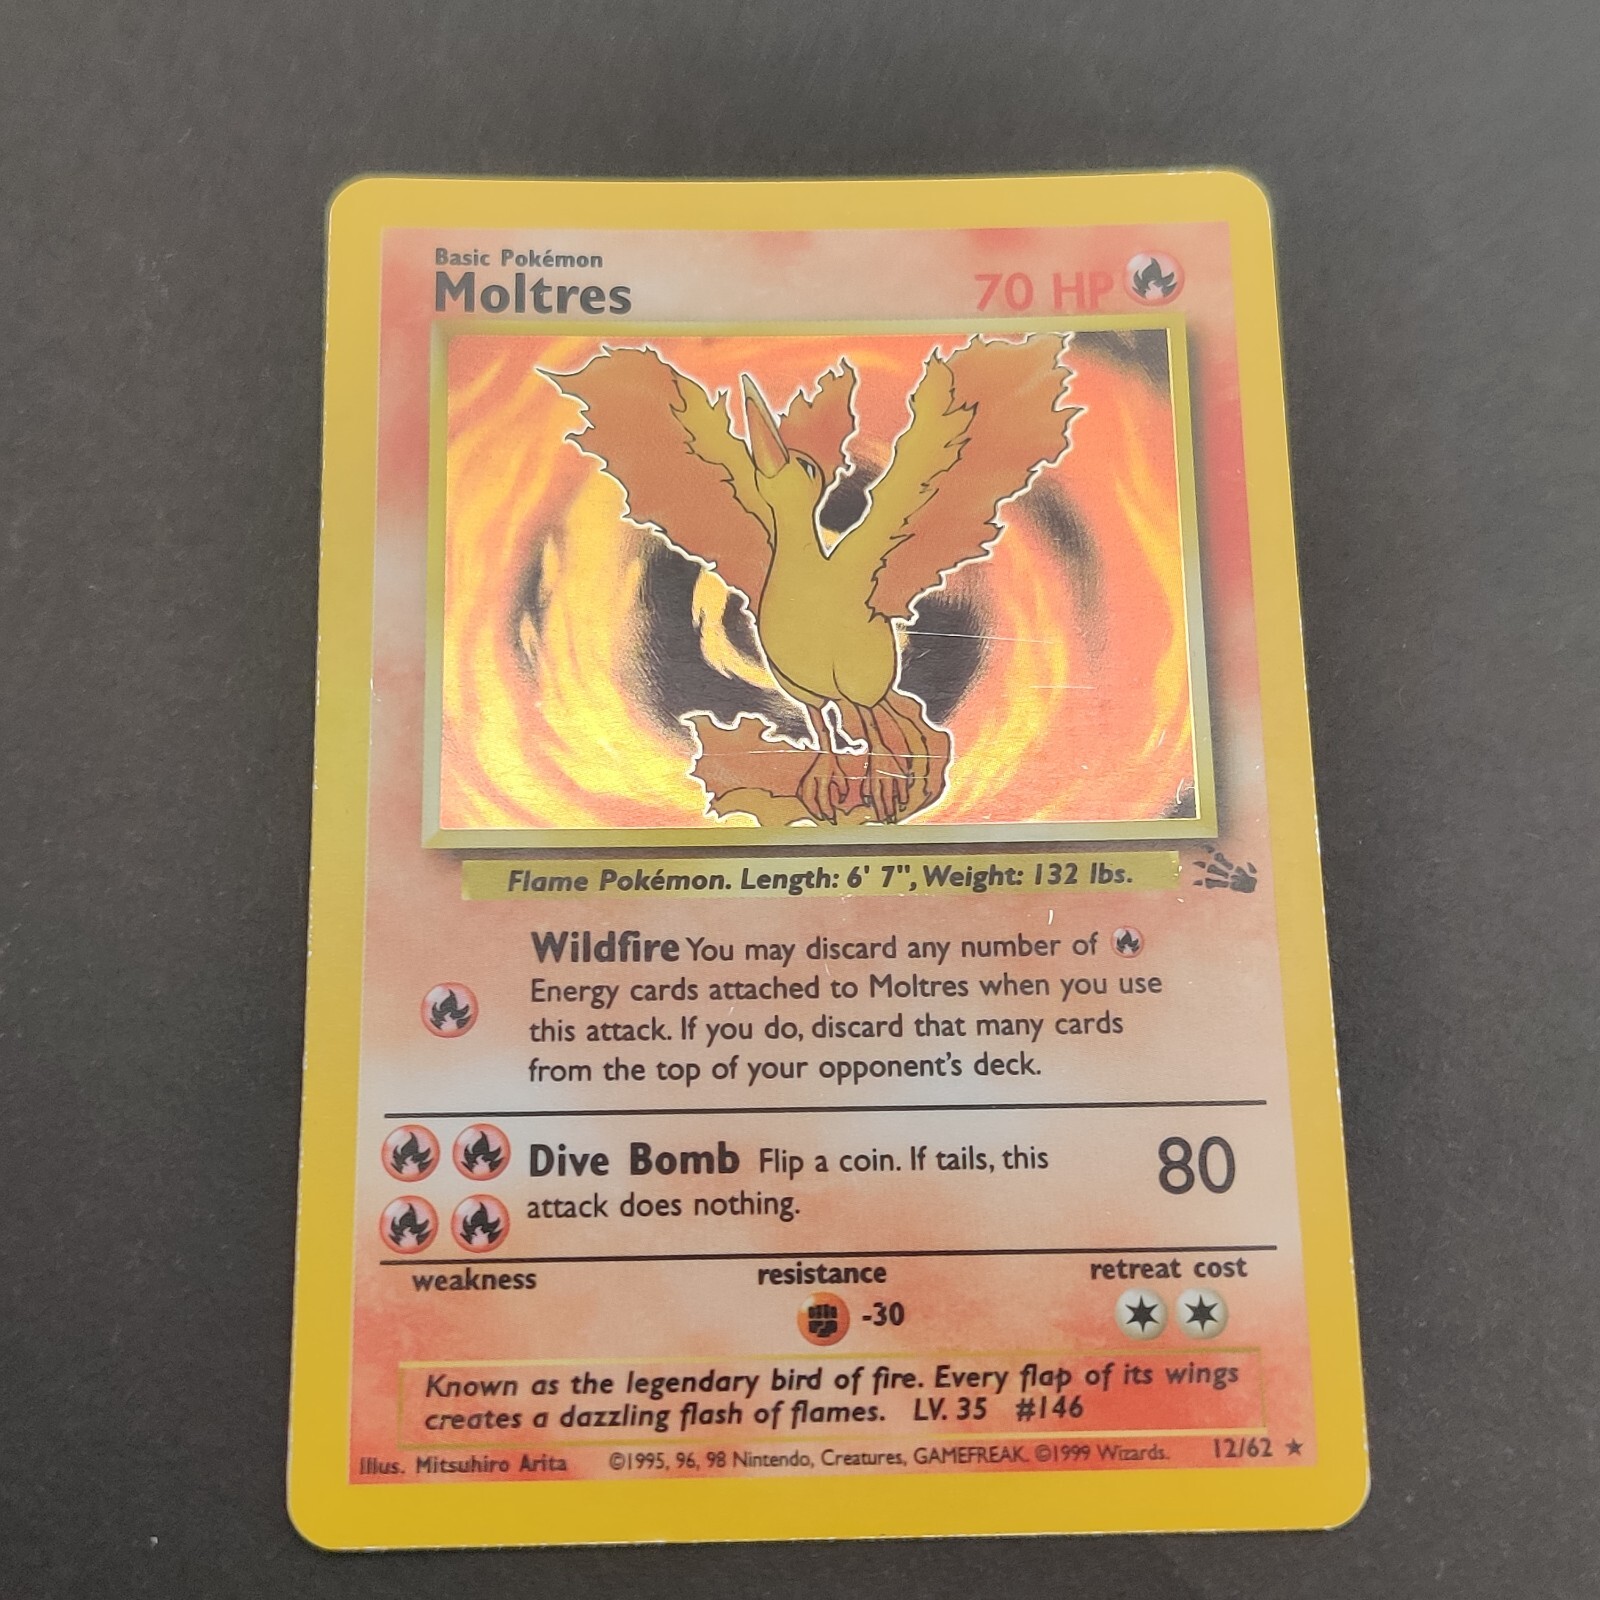 Basic Pokémon
Moltres 70 HP
Flame Pokémon. Length: 6' 7", Weight: 132 lbs.
Wildfire You may discard any number of
Energy cards attached to Moltres when you use
this attack. If you do, discard that many cards
from the top of your opponent's deck.
Dive Bomb Flip a coin. If tails, this 80
attack does nothing.
weakness resistance retreat cost
-30
Known as the legendary bird of fire. Every flap of its wings
creates a dazzling flash of flames. LV. 35 #146
Illus. Mitsuhiro Arita ©1995, 96, 98 Nintendo, Creatures, GAMEFREAK. ©1999 Wizards. 12/62 ★